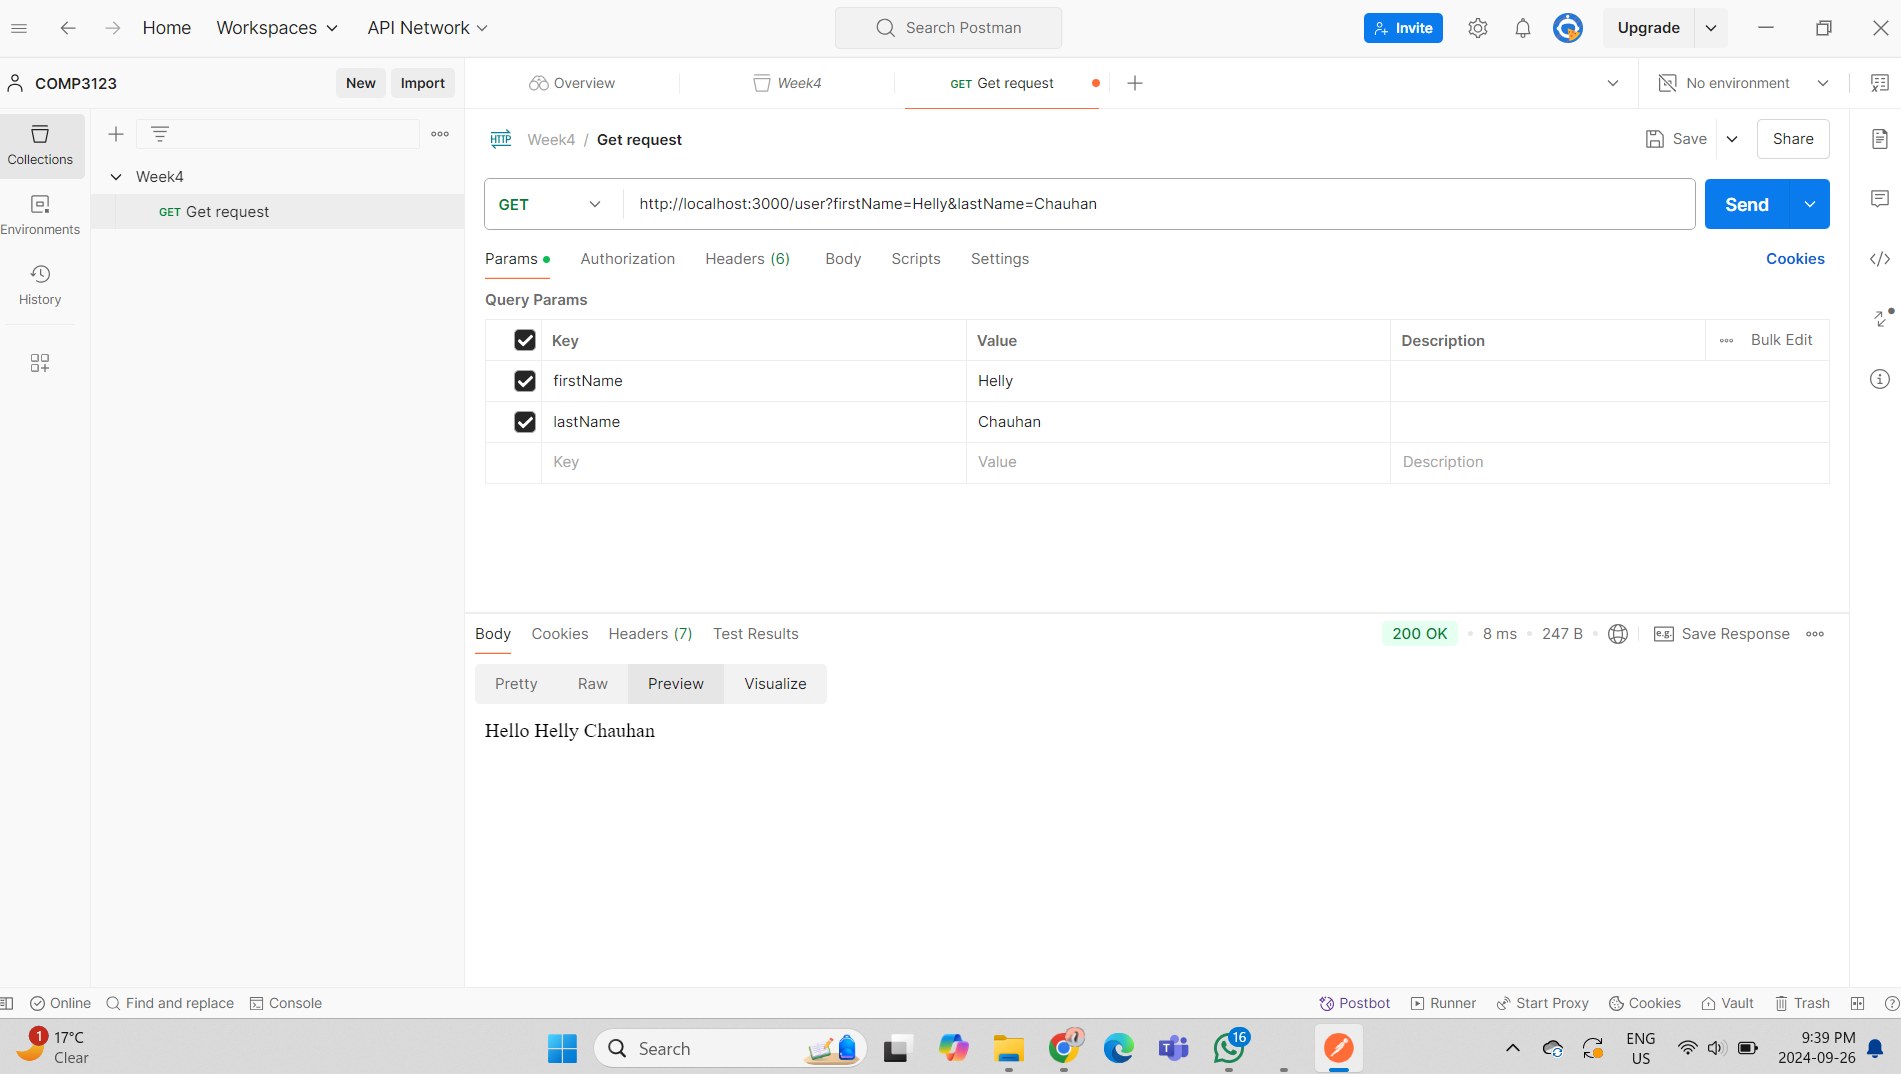 Home Workspaces API Network Search Postman Invite Upgrade
COMP3123 New Import Overview Week4 GET Get request No environment
Collections
Week4
GET Get request
Environments
History
HTTP Week4 / Get request Save Share
GET http://localhost:3000/user?firstName=Helly&lastName=Chauhan Send
Params Authorization Headers (6) Body Scripts Settings Cookies
Query Params
Key Value Description Bulk Edit
firstName Helly
lastName Chauhan
Key Value Description
Body Cookies Headers (7) Test Results 200 OK 8 ms 247 B e.g. Save Response
Pretty Raw Preview Visualize
Hello Helly Chauhan
Online Find and replace Console Postbot Runner Start Proxy Cookies Vault Trash
1 17°C
Clear
Search
16
ENG
US
9:39 PM
2024-09-26